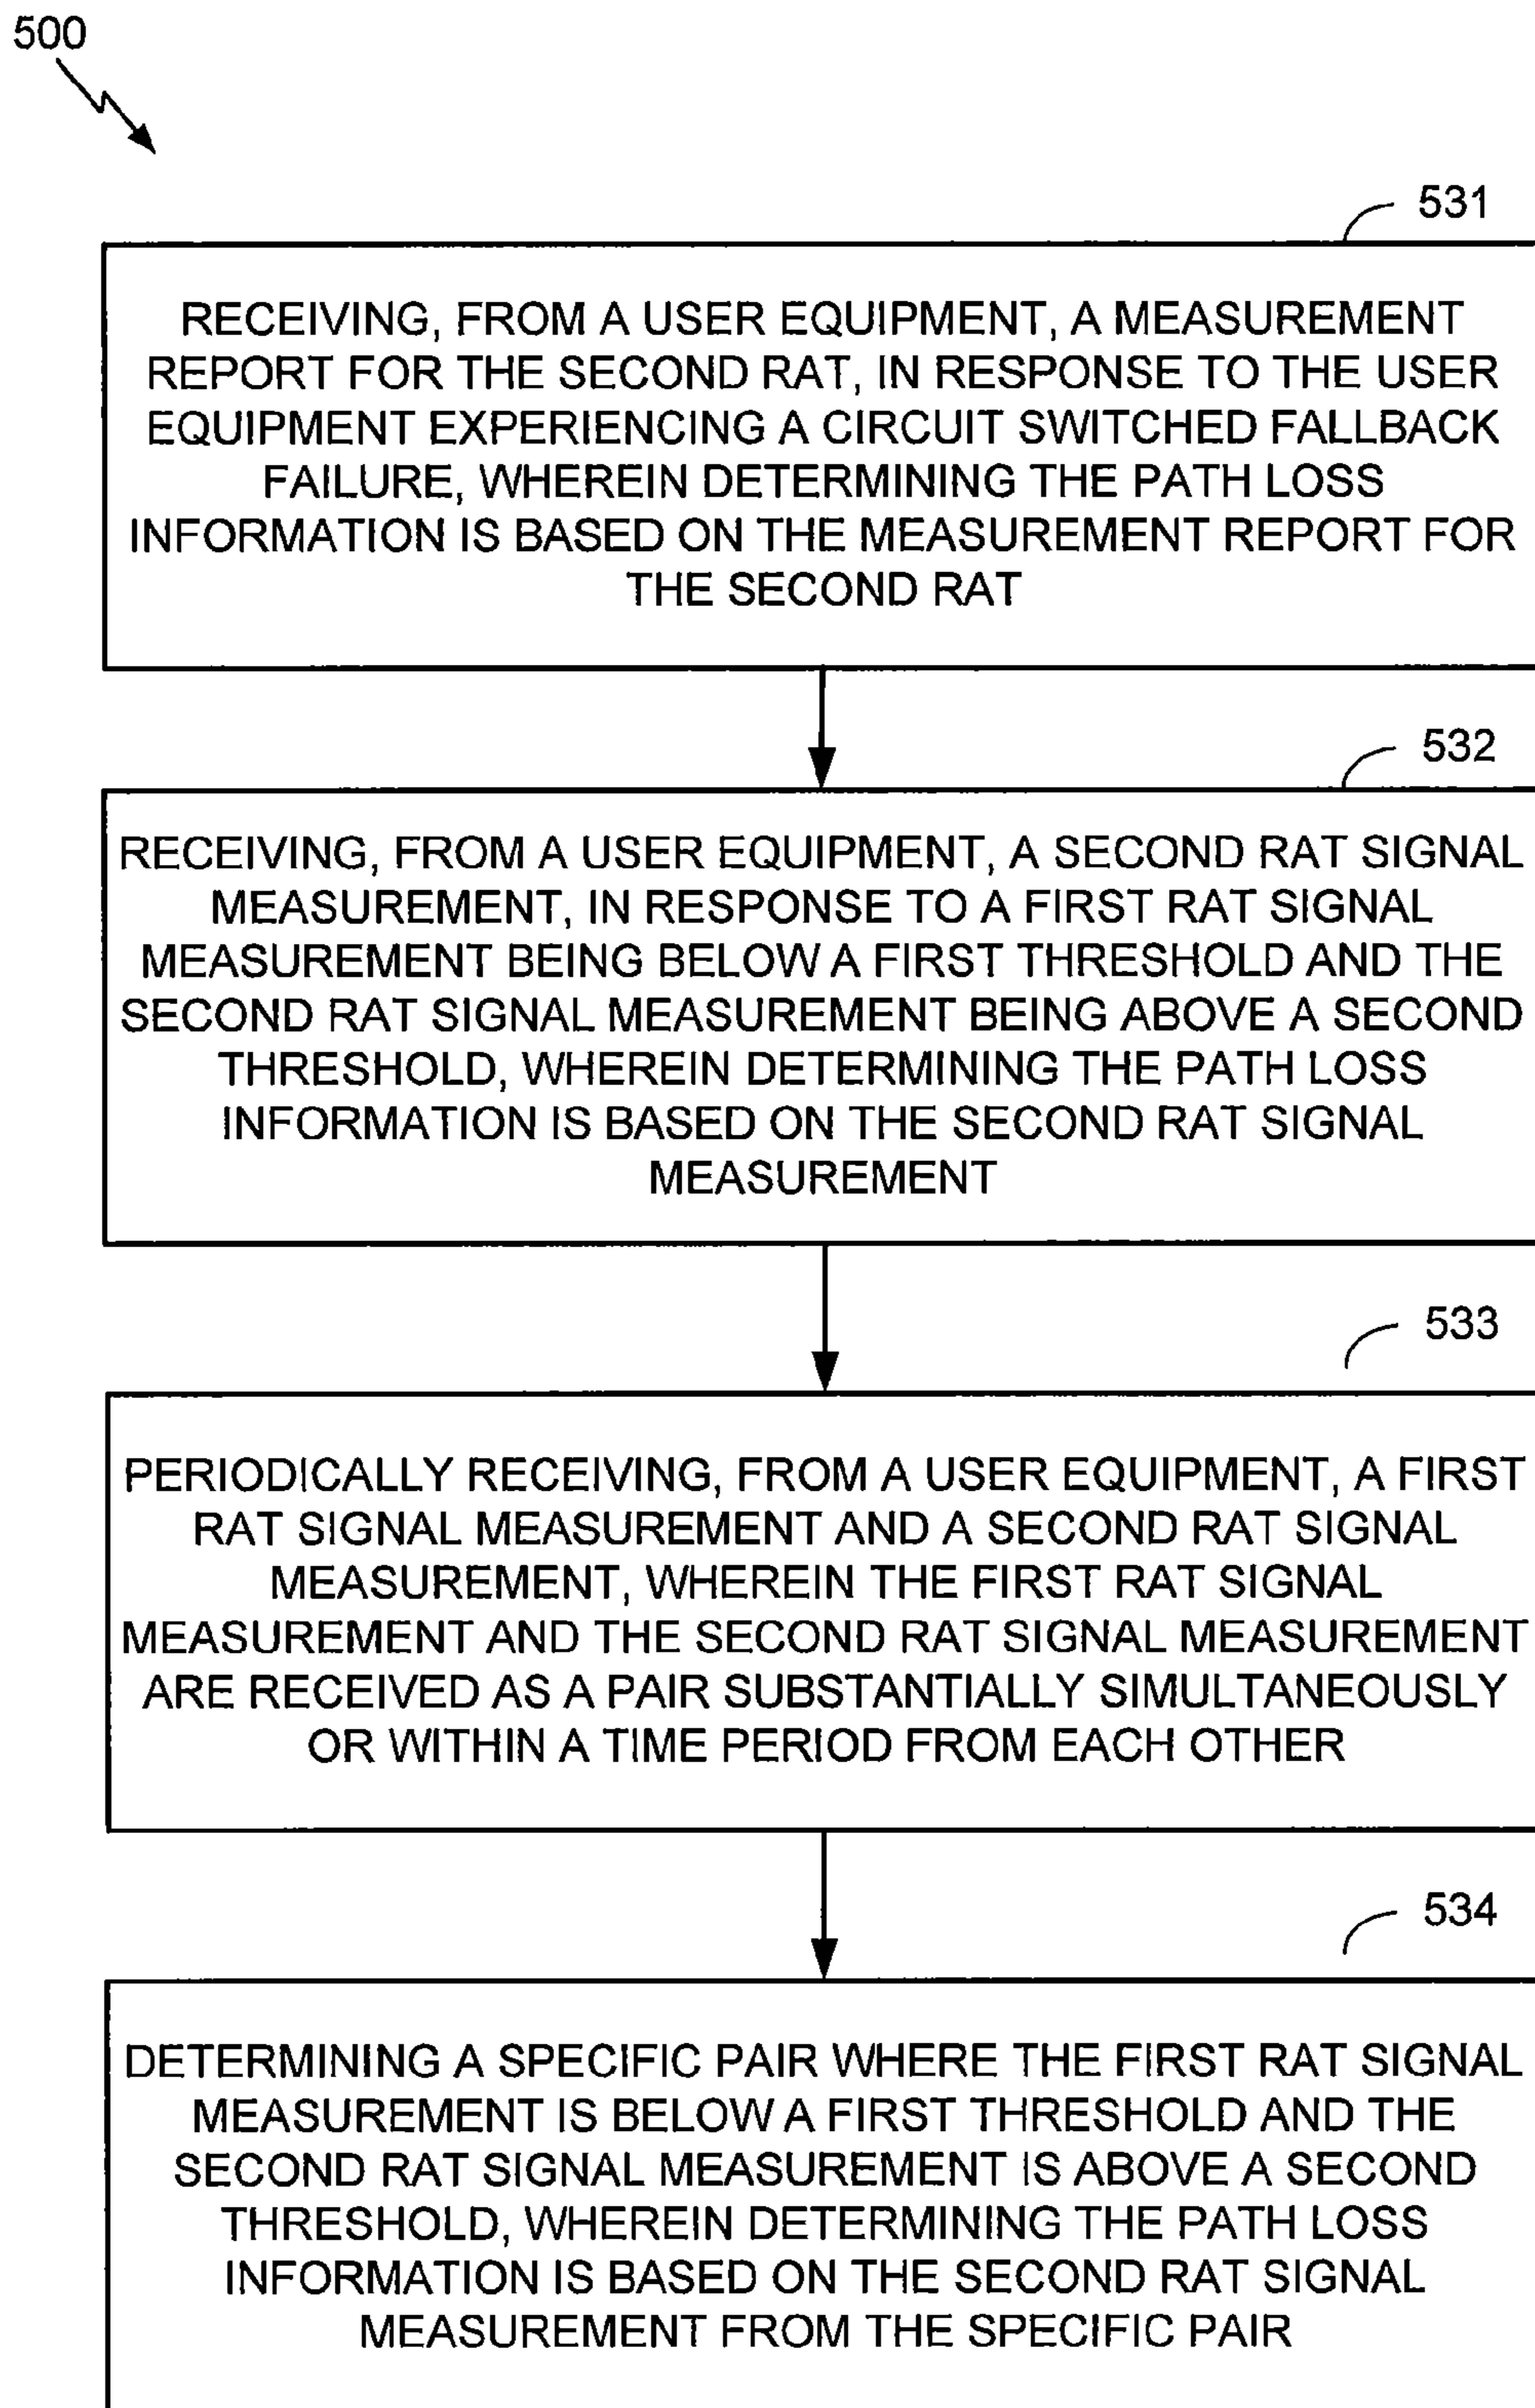 500
531
RECEIVING, FROM A USER EQUIPMENT, A MEASUREMENT
REPORT FOR THE SECOND RAT, IN RESPONSE TO THE USER
EQUIPMENT EXPERIENCING A CIRCUIT SWITCHED FALLBACK
FAILURE, WHEREIN DETERMINING THE PATH LOSS
INFORMATION IS BASED ON THE MEASUREMENT REPORT FOR
THE SECOND RAT
532
RECEIVING, FROM A USER EQUIPMENT, A SECOND RAT SIGNAL
MEASUREMENT, IN RESPONSE TO A FIRST RAT SIGNAL
MEASUREMENT BEING BELOW A FIRST THRESHOLD AND THE
SECOND RAT SIGNAL MEASUREMENT BEING ABOVE A SECOND
THRESHOLD, WHEREIN DETERMINING THE PATH LOSS
INFORMATION IS BASED ON THE SECOND RAT SIGNAL
MEASUREMENT
533
PERIODICALLY RECEIVING, FROM A USER EQUIPMENT, A FIRST
RAT SIGNAL MEASUREMENT AND A SECOND RAT SIGNAL
MEASUREMENT, WHEREIN THE FIRST RAT SIGNAL
MEASUREMENT AND THE SECOND RAT SIGNAL MEASUREMENT
ARE RECEIVED AS A PAIR SUBSTANTIALLY SIMULTANEOUSLY
OR WITHIN A TIME PERIOD FROM EACH OTHER
534
DETERMINING A SPECIFIC PAIR WHERE THE FIRST RAT SIGNAL
MEASUREMENT IS BELOW A FIRST THRESHOLD AND THE
SECOND RAT SIGNAL MEASUREMENT IS ABOVE A SECOND
THRESHOLD, WHEREIN DETERMINING THE PATH LOSS
INFORMATION IS BASED ON THE SECOND RAT SIGNAL
MEASUREMENT FROM THE SPECIFIC PAIR